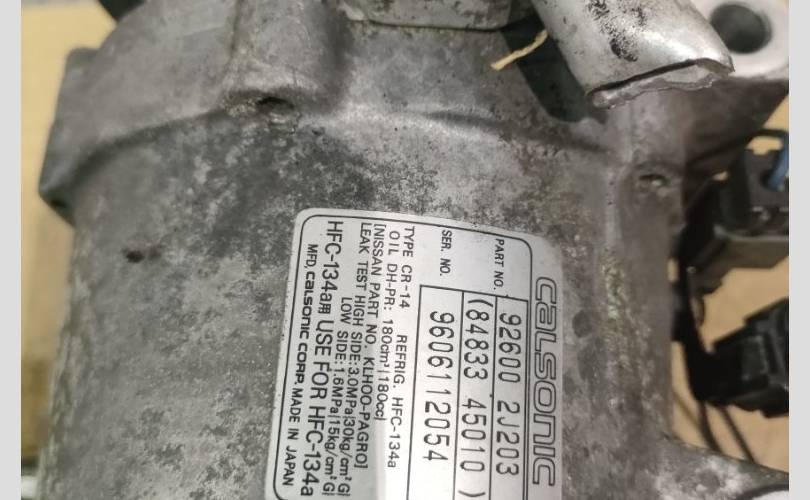 calsonic
PART NO. 92600 2J203
(84833 45010)
SER. NO. 9606112054
TYPE CR-14 REFRIG. HFC-134a
OIL DH-PR: 180cm³[180cc]
[NISSAN PART NO. KLH00-PAGR0]
LEAK TEST HIGH SIDE:3.0MPa[30kg/cm²G]
LOW SIDE:1.6MPa[15kg/cm²G]
HFC-134a用 USE FOR HFC-134a
MFD. calsonic CORP. MADE IN JAPAN